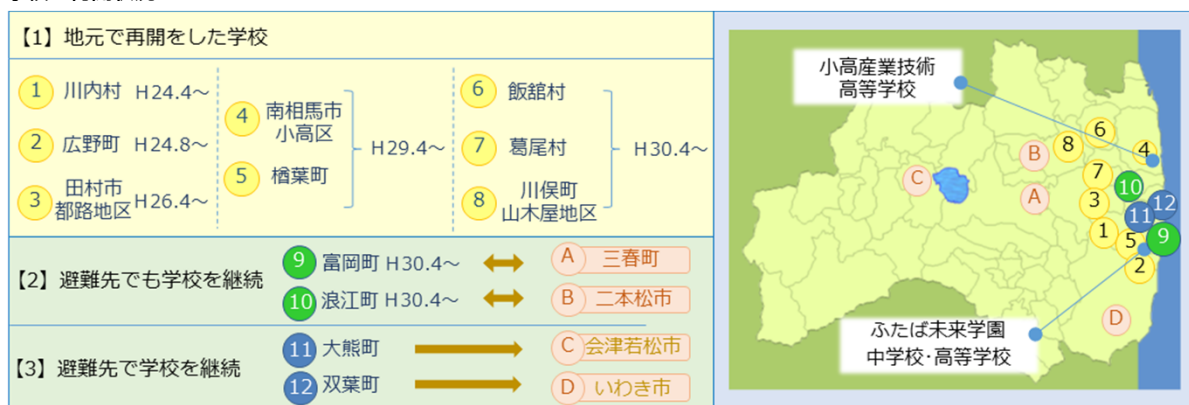 【1】地元で再開をした学校
1 川内村 H24.4～
2 広野町 H24.8～
3 田村市
都路地区 H26.4～
4 南相馬市
小高区
5 楢葉町
H29.4～
6 飯舘村
7 葛尾村
8 川俣町
山木屋地区
H30.4～
【2】避難先でも学校を継続
9 富岡町 H30.4～ A 三春町
10 浪江町 H30.4～ B 二本松市
【3】避難先で学校を継続
11 大熊町 C 会津若松市
12 双葉町 D いわき市
小高産業技術
高等学校
6
B
8
4
7
C
10
A
3
12
11
1
5
9
2
D
ふたば未来学園
中学校・高等学校